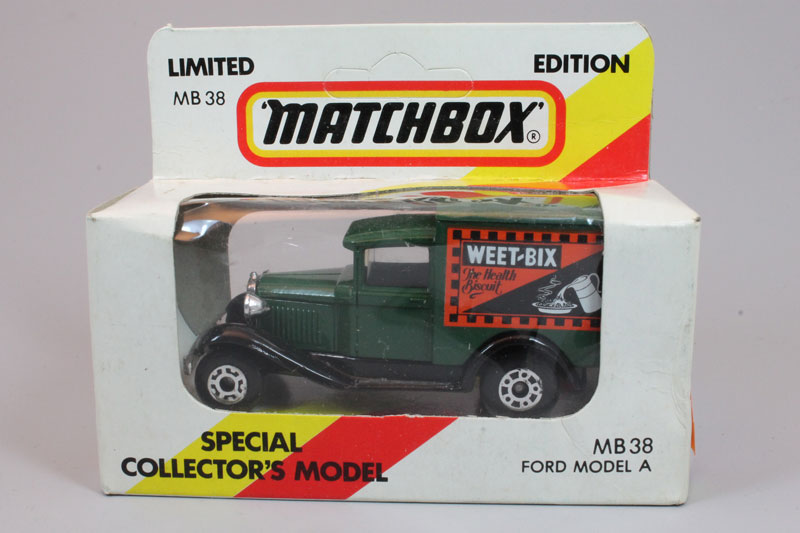 LIMITED EDITION
MB 38
'MATCHBOX'®
WEET-BIX
The Health
Biscuit
SPECIAL
COLLECTOR'S MODEL
MB 38
FORD MODEL A